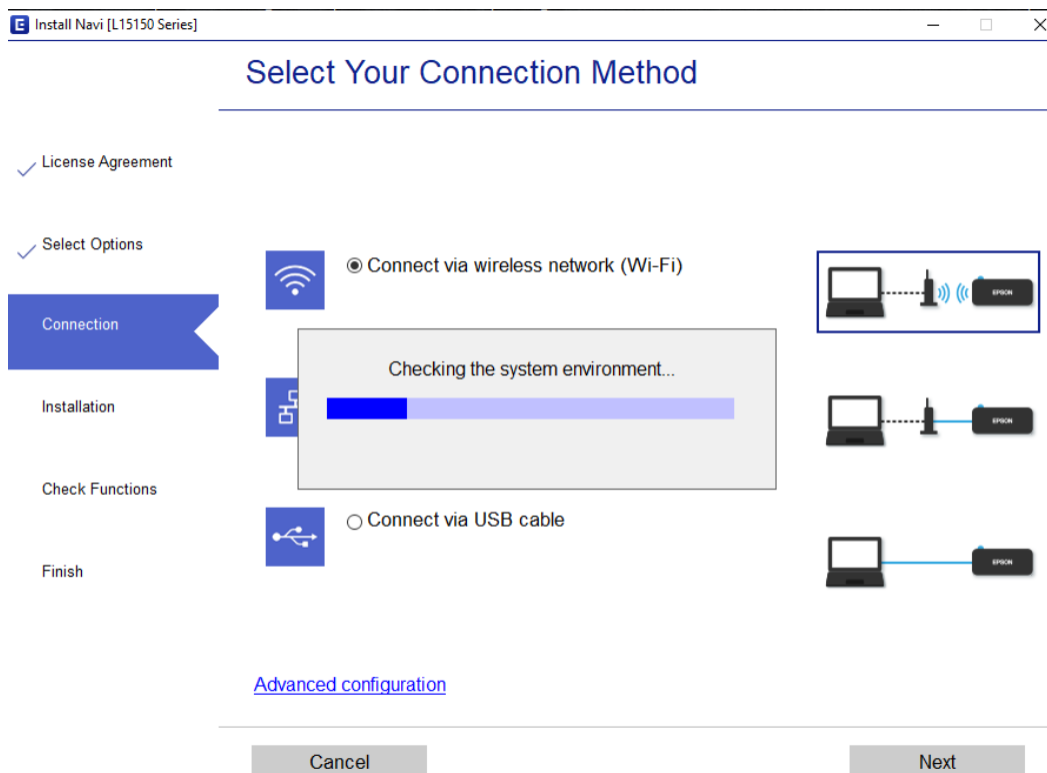 Install Navi [L15150 Series]
Select Your Connection Method
License Agreement
Select Options
Connection
Installation
Check Functions
Finish
Connect via wireless network (Wi-Fi)
EPSON
Checking the system environment...
EPSON
Connect via USB cable
EPSON
Advanced configuration
Cancel
Next